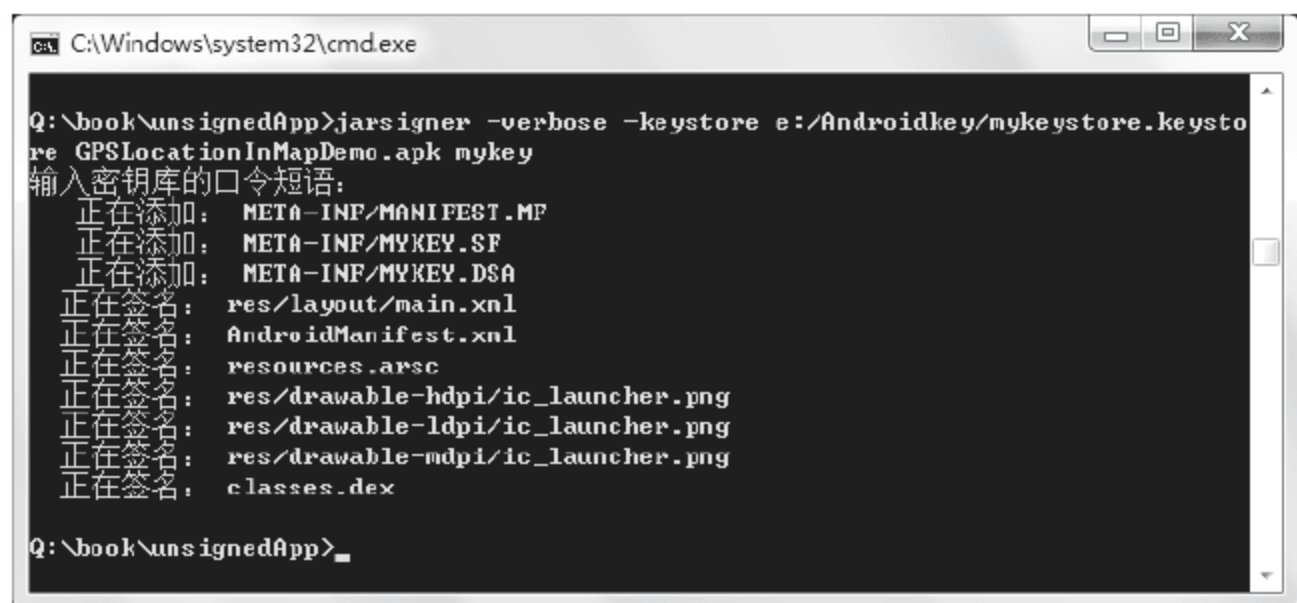 C:\Windows\system32\cmd.exe
Q:\book\unsignedApp>jarsigner -verbose -keystore e:/Androidkey/mykeystore.keysto
re GPSLocationInMapDemo.apk mykey
输入密钥库的口令短语:
正在添加: META-INF/MANIFEST.MF
正在添加: META-INF/MYKEY.SF
正在添加: META-INF/MYKEY.DSA
正在签名: res/layout/main.xml
正在签名: AndroidManifest.xml
正在签名: resources.arsc
正在签名: res/drawable-hdpi/ic_launcher.png
正在签名: res/drawable-ldpi/ic_launcher.png
正在签名: res/drawable-mdpi/ic_launcher.png
正在签名: classes.dex
Q:\book\unsignedApp>_